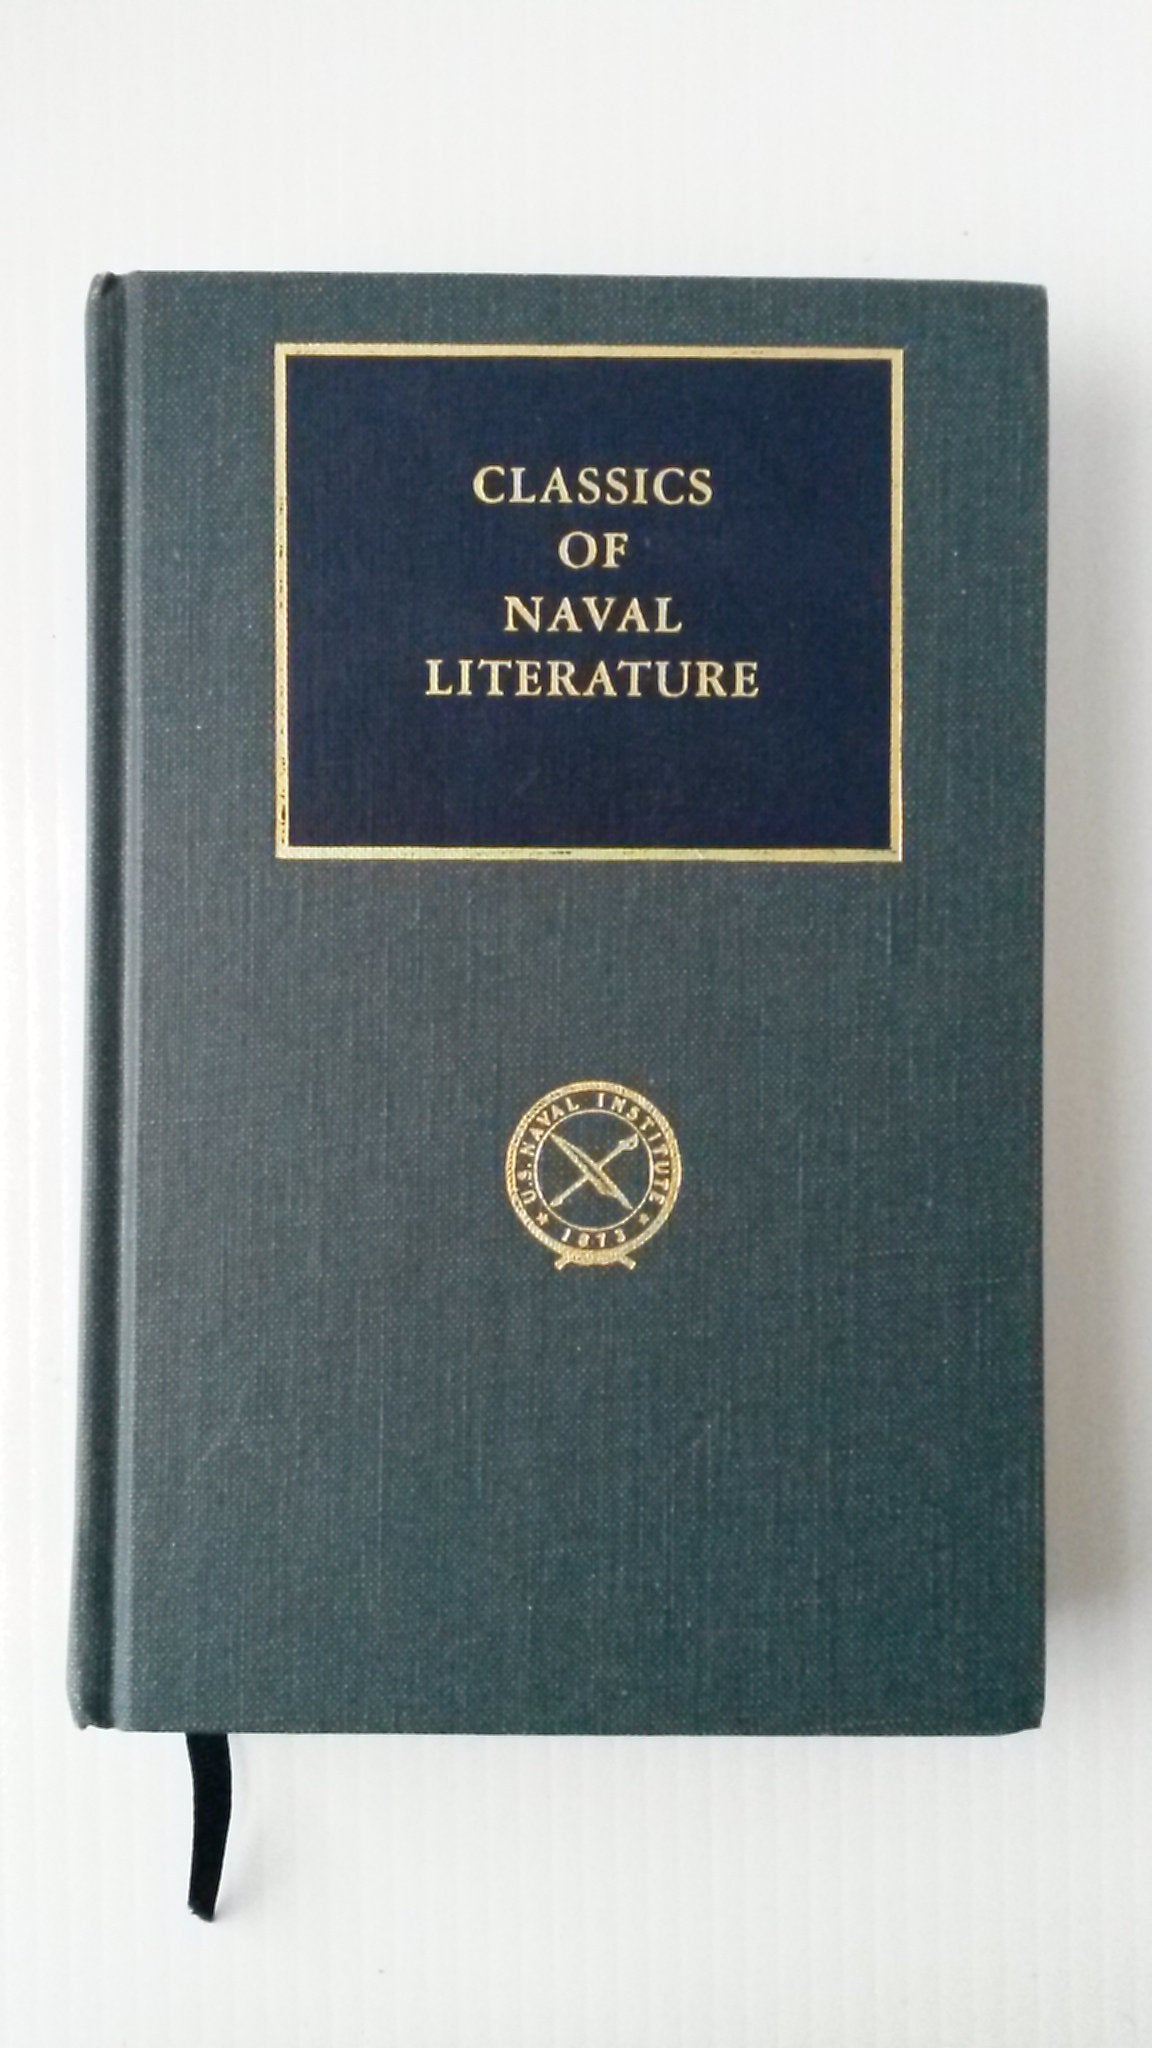 CLASSICS
OF
NAVAL
LITERATURE
U.S. NAVAL INSTITUTE
1873